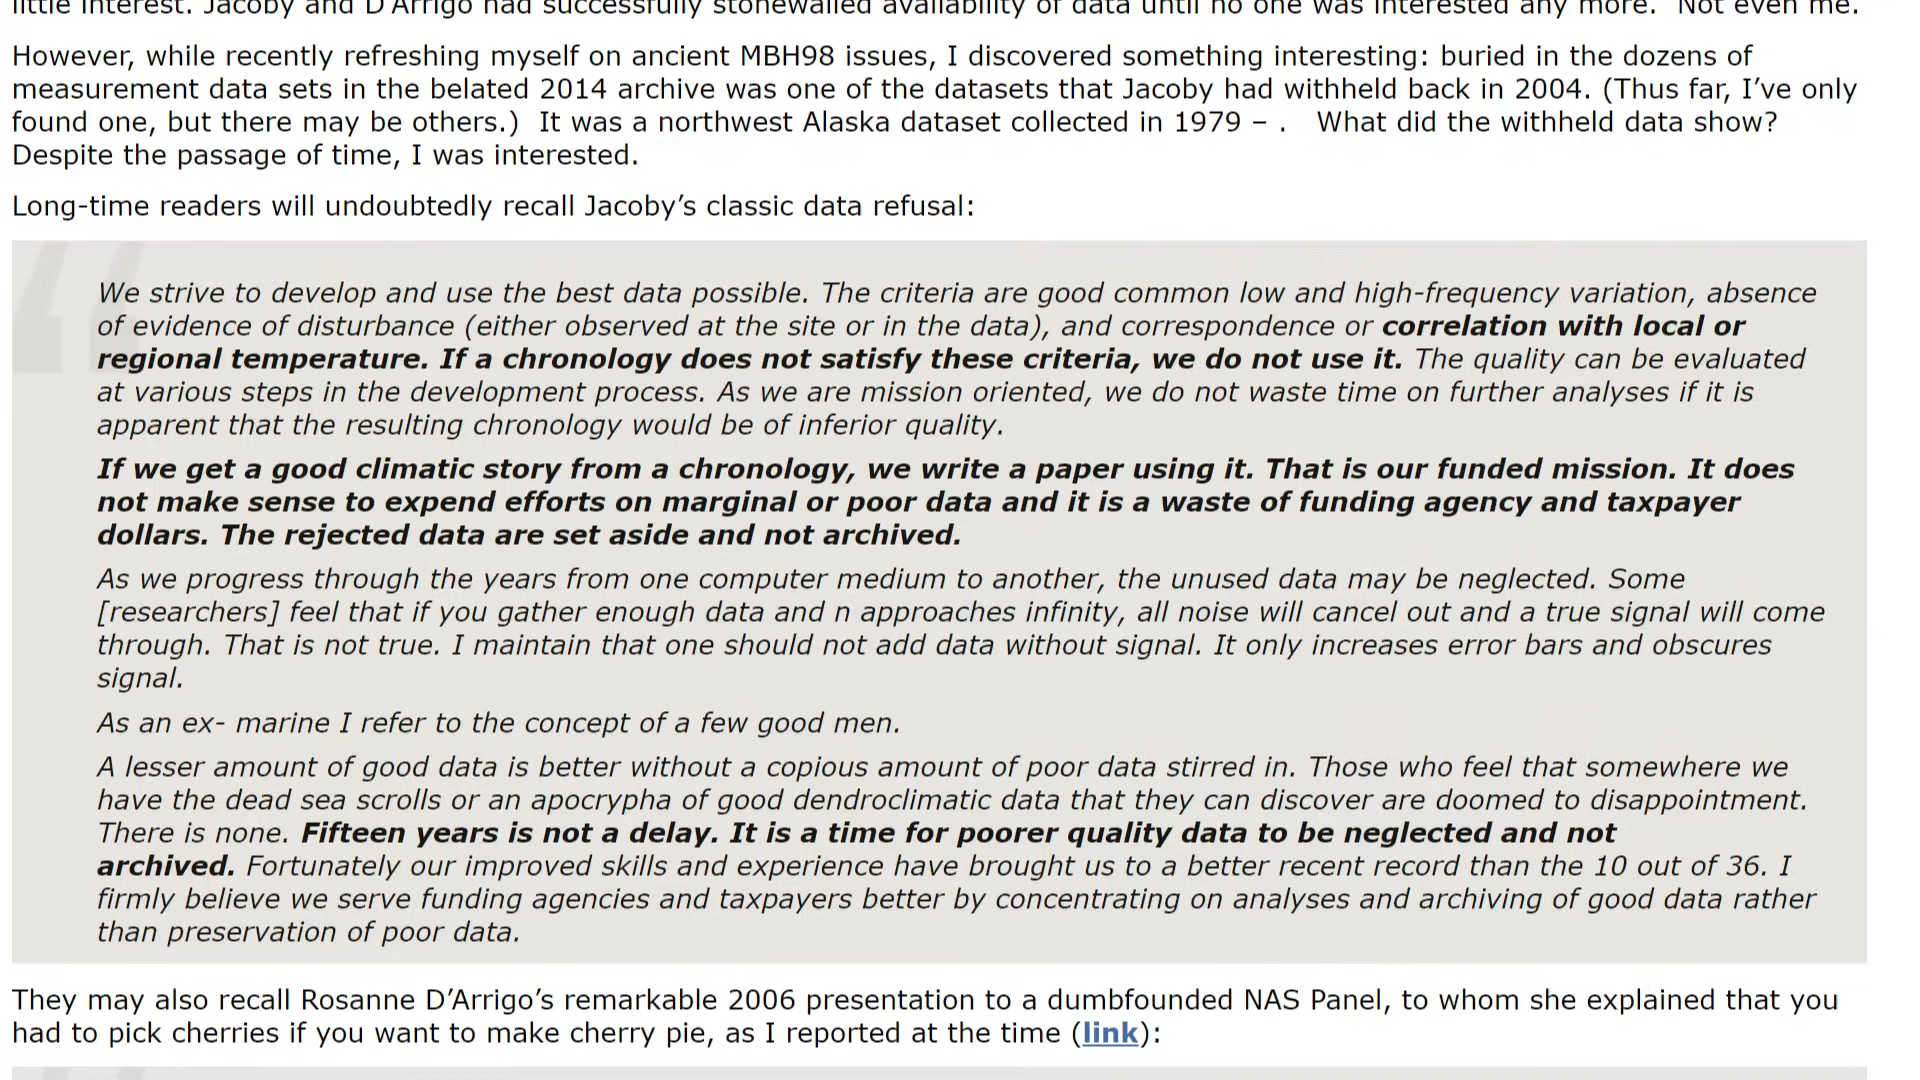 little interest. Jacoby and D'Arrigo had successfully stonewalled availability of data until no one was interested any more.  Not even me.
However, while recently refreshing myself on ancient MBH98 issues, I discovered something interesting: buried in the dozens of
measurement data sets in the belated 2014 archive was one of the datasets that Jacoby had withheld back in 2004. (Thus far, I’ve only
found one, but there may be others.)  It was a northwest Alaska dataset collected in 1979 – .   What did the withheld data show?
Despite the passage of time, I was interested.
Long-time readers will undoubtedly recall Jacoby’s classic data refusal:
We strive to develop and use the best data possible. The criteria are good common low and high-frequency variation, absence
of evidence of disturbance (either observed at the site or in the data), and correspondence or correlation with local or
regional temperature. If a chronology does not satisfy these criteria, we do not use it. The quality can be evaluated
at various steps in the development process. As we are mission oriented, we do not waste time on further analyses if it is
apparent that the resulting chronology would be of inferior quality.
If we get a good climatic story from a chronology, we write a paper using it. That is our funded mission. It does
not make sense to expend efforts on marginal or poor data and it is a waste of funding agency and taxpayer
dollars. The rejected data are set aside and not archived.
As we progress through the years from one computer medium to another, the unused data may be neglected. Some
[researchers] feel that if you gather enough data and n approaches infinity, all noise will cancel out and a true signal will come
through. That is not true. I maintain that one should not add data without signal. It only increases error bars and obscures
signal.
As an ex- marine I refer to the concept of a few good men.
A lesser amount of good data is better without a copious amount of poor data stirred in. Those who feel that somewhere we
have the dead sea scrolls or an apocrypha of good dendroclimatic data that they can discover are doomed to disappointment.
There is none. Fifteen years is not a delay. It is a time for poorer quality data to be neglected and not
archived. Fortunately our improved skills and experience have brought us to a better recent record than the 10 out of 36. I
firmly believe we serve funding agencies and taxpayers better by concentrating on analyses and archiving of good data rather
than preservation of poor data.
They may also recall Rosanne D’Arrigo’s remarkable 2006 presentation to a dumbfounded NAS Panel, to whom she explained that you
had to pick cherries if you want to make cherry pie, as I reported at the time (link):